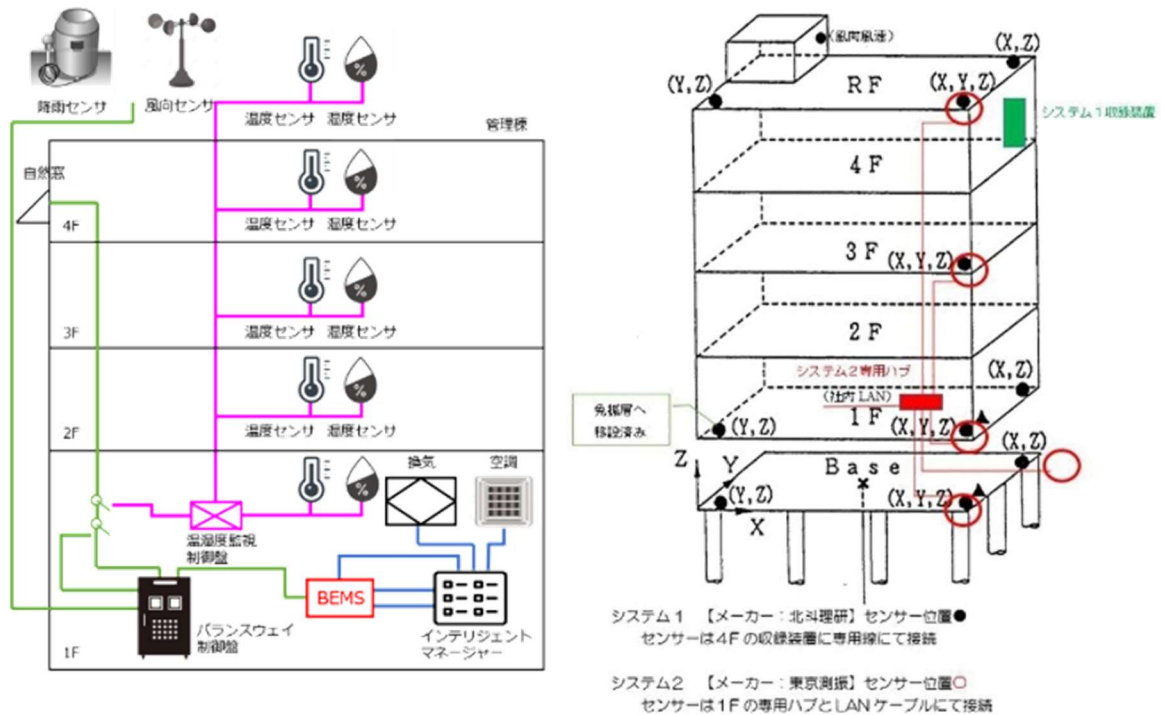 降雨センサ
風向センサ
温度センサ 湿度センサ
管理棟
自然窓
温度センサ 湿度センサ
4F
温度センサ 湿度センサ
3F
温度センサ 湿度センサ
2F
換気
空調
温湿度監視
制御盤
BEMS
バランスウェイ
制御盤
インテリジェント
マネージャー
1F
(風向風速)
(X,Z)
(Y,Z)
RF
(X,Y,Z)
システム1収録装置
4F
3F
(X,Y,Z)
2F
システム2専用ハブ
(X,Z)
(社内LAN)
免振層へ
移設済み
1F
(Y,Z)
(X,Y,Z)
(X,Z)
Z
Y
Base
(Y,Z)
(X,Y,Z)
X
システム1 【メーカー:北斗理研】センサー位置●
センサーは4Fの収録装置に専用線にて接続
システム2 【メーカー:東京測振】センサー位置○
センサーは1Fの専用ハブとLANケーブルにて接続